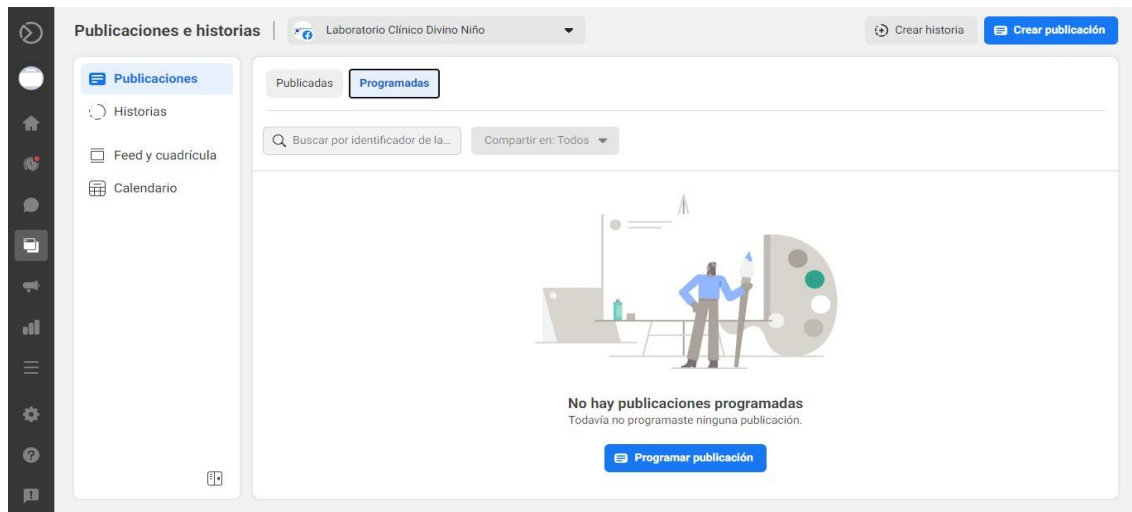 Publicaciones e historias
Laboratorio Clínico Divino Niño
Crear historia
Crear publicación
Publicaciones
Historias
Feed y cuadrícula
Calendario
Publicadas
Programadas
Buscar por identificador de la...
Compartir en: Todos
No hay publicaciones programadas
Todavía no programaste ninguna publicación.
Programar publicación